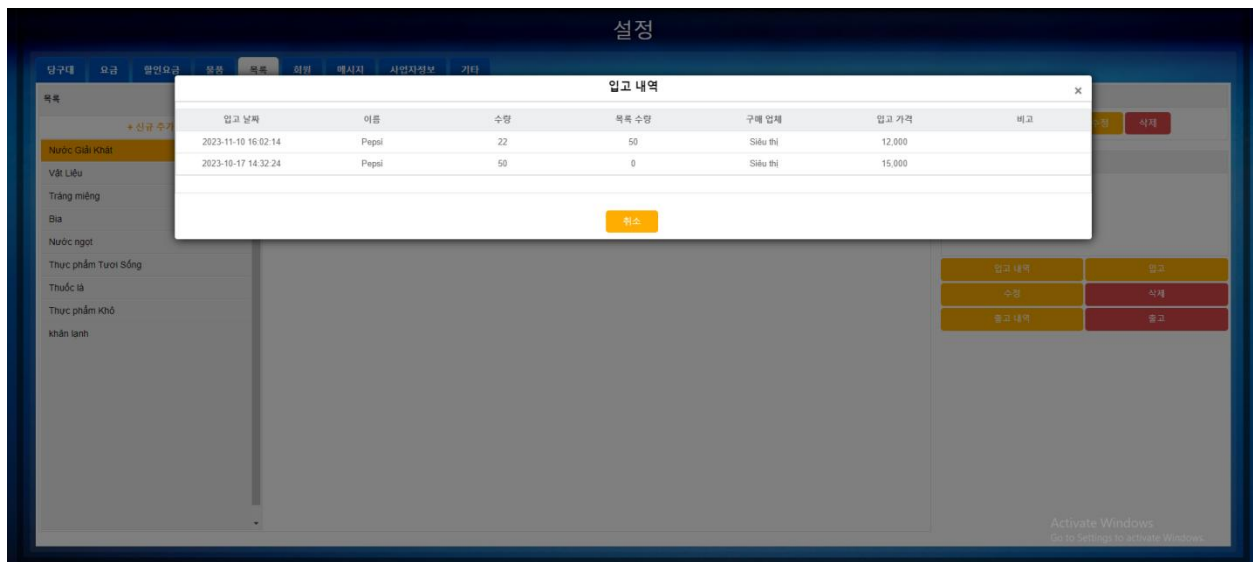 설정
당구대 요금 할인요금 물품 목록 회원 메시지 사업자정보 기타
입고 내역 ×
목록
입고 날짜 이름 수량 목록 수량 구매 업체 입고 가격 비고
+ 신규 추가
수정 삭제
2023-11-10 16:02:14 Pepsi 22 50 Siêu thị 12,000
Nước Giải Khát
2023-10-17 14:32:24 Pepsi 50 0 Siêu thị 15,000
Vật Liệu
Tráng miệng
Bia
취소
Nước ngọt
Thực phẩm Tươi Sống
입고 내역 입고
Thuốc lá
수정 삭제
Thực phẩm Khô
출고 내역 출고
khăn lạnh
Activate Windows
Go to Settings to activate Windows.